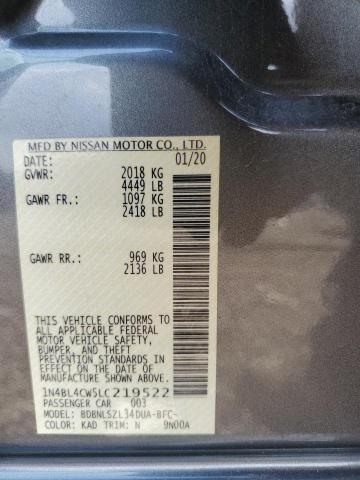 MFD BY NISSAN MOTOR CO., LTD.
DATE: 01/20
GVWR: 2018 KG
4449 LB
GAWR FR: 1097 KG
2418 LB
GAWR RR: 969 KG
2136 LB
THIS VEHICLE CONFORMS TO
ALL APPLICABLE FEDERAL
MOTOR VEHICLE SAFETY,
BUMPER, AND THEFT
PREVENTION STANDARDS IN
EFFECT ON THE DATE OF
MANUFACTURE SHOWN ABOVE
1N4BL4CW5LC219522
PASSENGER CAR 003
MODEL: BDBNLSZL34DUA-BFC-
COLOR: KAD TRIM: N 9N00A